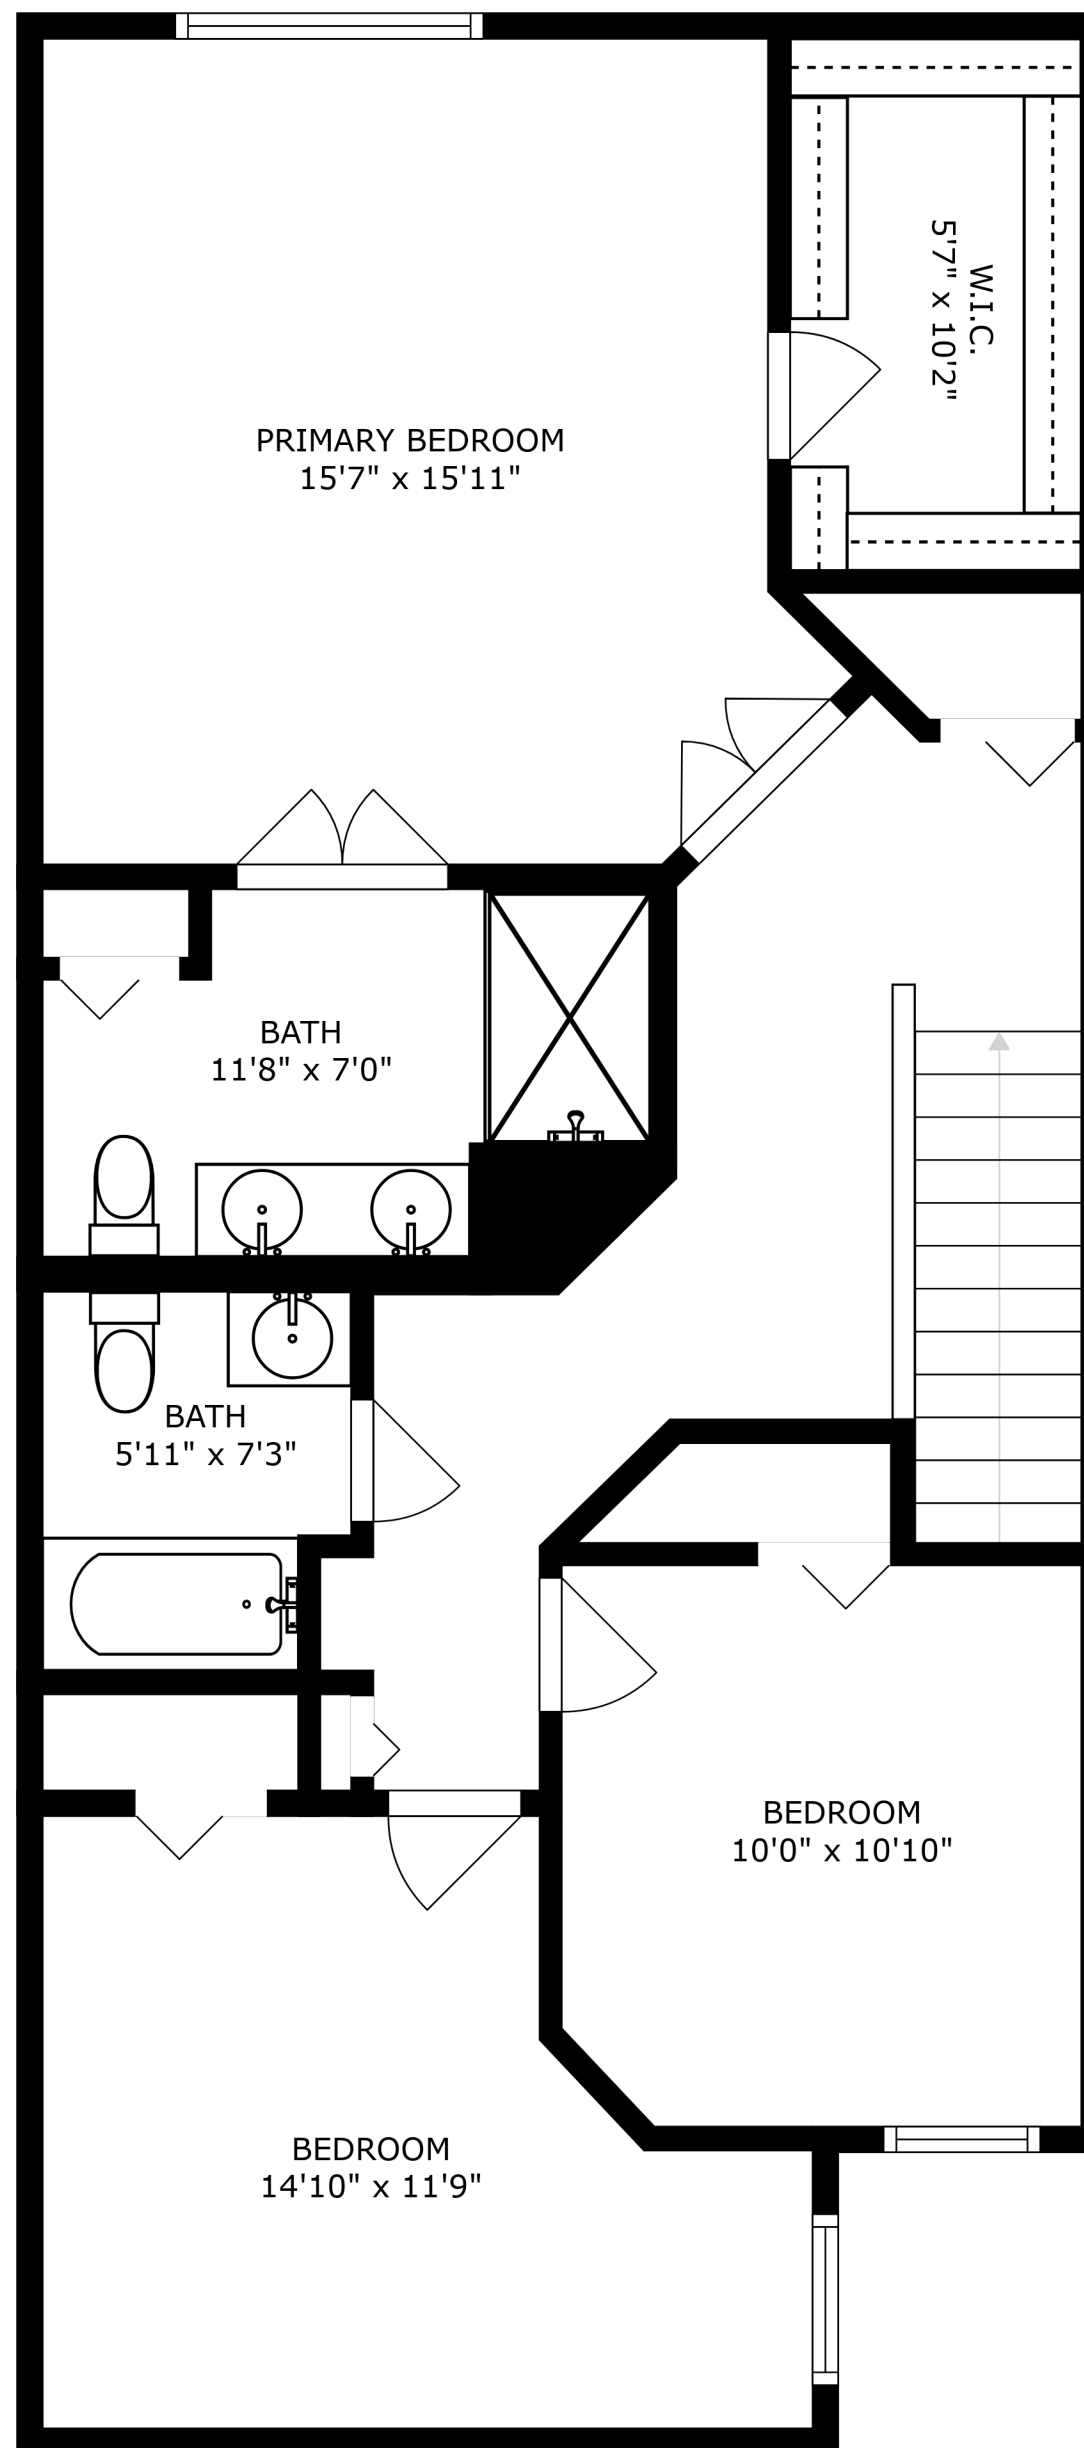 W.I.C.
5'7" x 10'2"
PRIMARY BEDROOM
15'7" x 15'11"
BATH
11'8" x 7'0"
BATH
5'11" x 7'3"
BEDROOM
10'0" x 10'10"
BEDROOM
14'10" x 11'9"